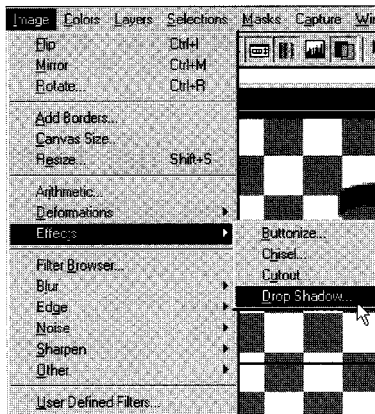 Image Colors Layers Selections Masks Capture
Flip Ctrl+I
Mirror Ctrl+M
Rotate... Ctrl+R
Add Borders...
Canvas Size...
Resize... Shift+S
Arithmetic...
Deformations
Effects
Buttonize...
Chisel...
Cutout...
Drop Shadow...
Filter Browser...
Blur
Edge
Noise
Sharpen
Other
User Defined Filters...